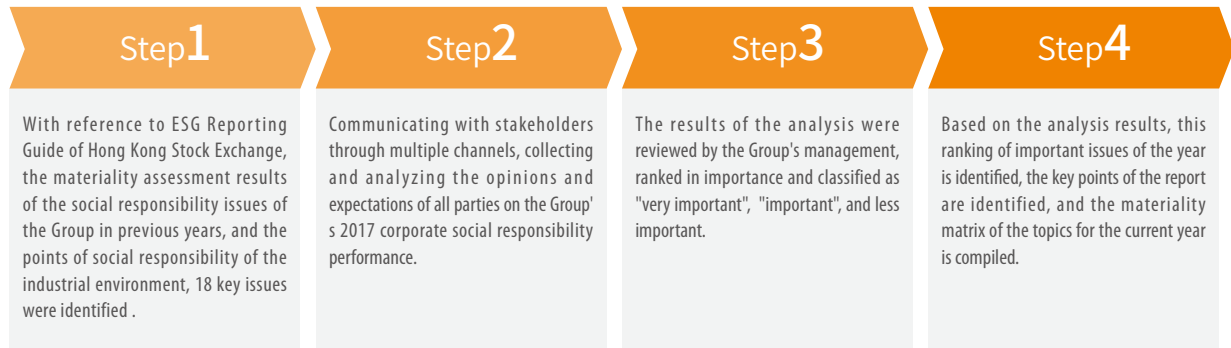 Step1
With reference to ESG Reporting
Guide of Hong Kong Stock Exchange,
the materiality assessment results
of the social responsibility issues of
the Group in previous years, and the
points of social responsibility of the
industrial environment, 18 key issues
were identified .
Step2
Communicating with stakeholders
through multiple channels, collecting
and analyzing the opinions and
expectations of all parties on the Group'
s 2017 corporate social responsibility
performance.
Step3
The results of the analysis were
reviewed by the Group's management,
ranked in importance and classified as
"very important", "important", and less
important.
Step4
Based on the analysis results, this
ranking of important issues of the year
is identified, the key points of the report
are identified, and the materiality
matrix of the topics for the current year
is compiled.